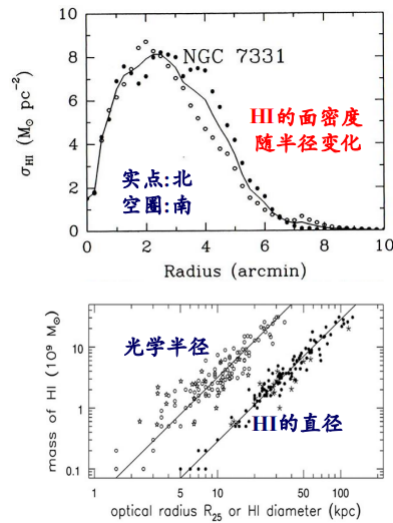 NGC 7331
HI的面密度
随半径变化
实点:北
空圈:南
σHI (M⊙ pc⁻²)
10
8
6
4
2
0
0 2 4 6 8 10
Radius (arcmin)
光学半径
HI的直径
mass of HI (10⁹ M⊙)
10
1
0.1
1 5 10 50 100
optical radius R₂₅ or HI diameter (kpc)